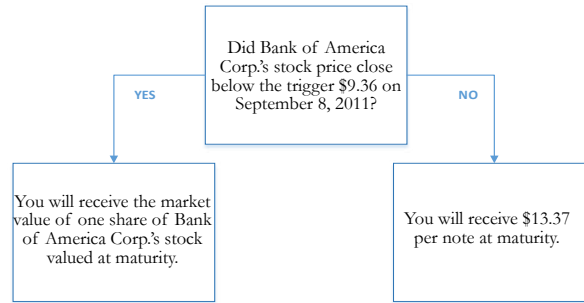 Did Bank of America
Corp.'s stock price close
below the trigger $9.36 on
September 8, 2011?
YES
NO
You will receive the market
value of one share of Bank
of America Corp.'s stock
valued at maturity.
You will receive $13.37
per note at maturity.